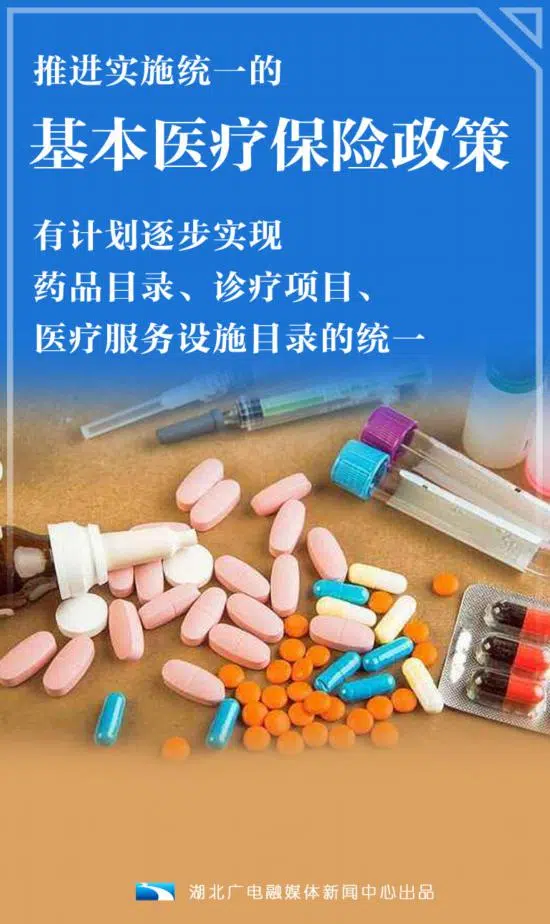 推进实施统一的
基本医疗保险政策
有计划逐步实现
药品目录、诊疗项目、
医疗服务设施目录的统一
湖北广电融媒体新闻中心出品